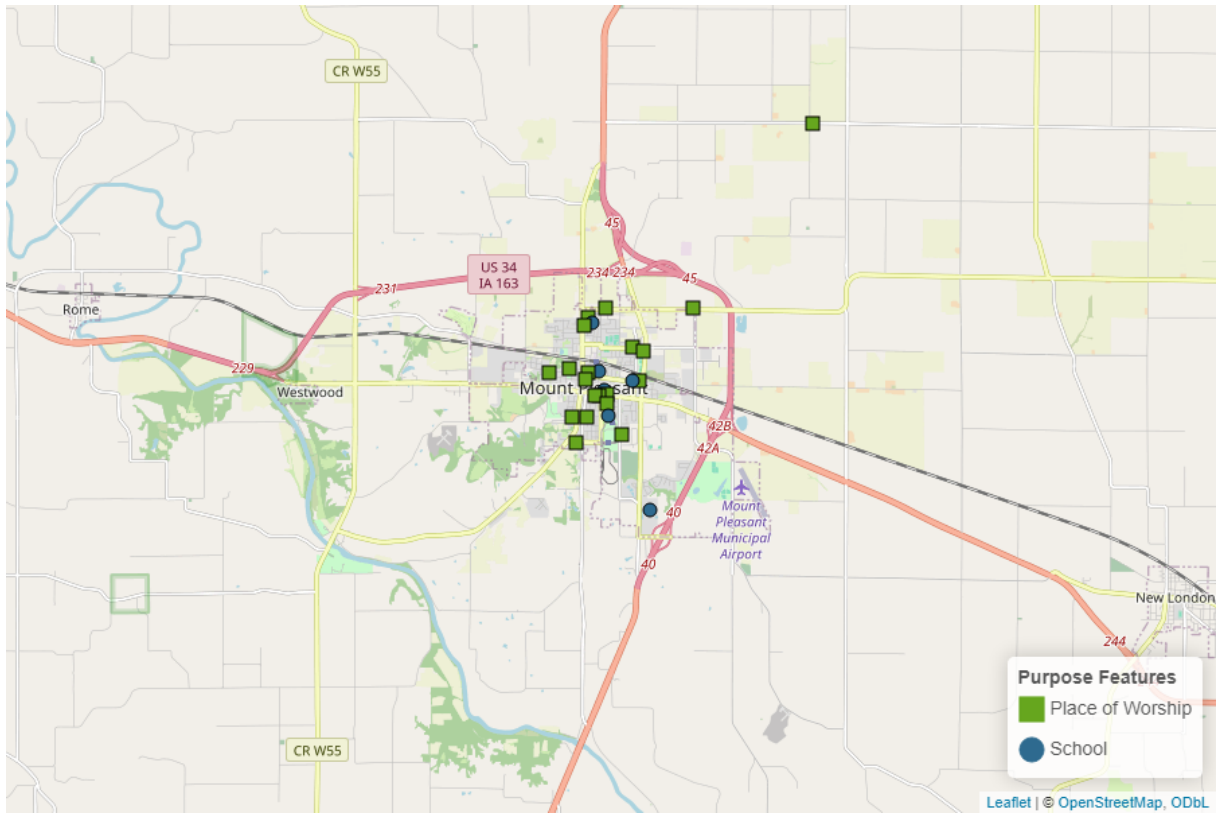 CR W55
45
US 34
IA 163
234
234
45
231
Rome
229
Westwood
Mount Pleasant
42B
42A
40
Mount
Pleasant
Municipal
Airport
40
New London
244
CR W55
Purpose Features
Place of Worship
School
Leaflet | © OpenStreetMap, ODbL